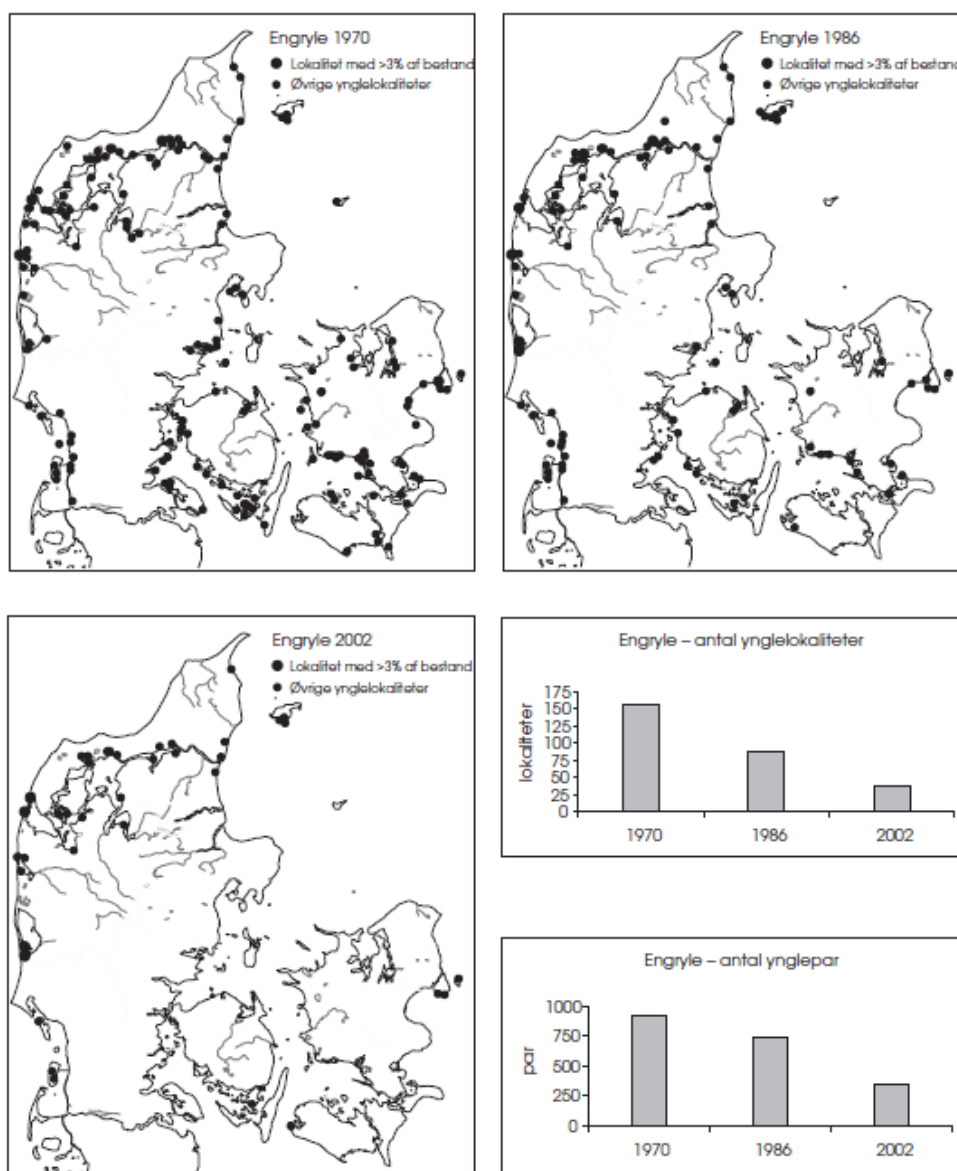 Engryle 1970
Lokalitet med >3% af bestand
Øvrige ynglelokaliteter
Engryle 1986
Lokalitet med >3% af bestand
Øvrige ynglelokaliteter
Engryle 2002
Lokalitet med >3% af bestand
Øvrige ynglelokaliteter
Engryle – antal ynglelokaliteter
lokaliteter
175
150
125
100
75
50
25
0
1970 1986 2002
Engryle – antal ynglepar
par
1000
750
500
250
0
1970 1986 2002